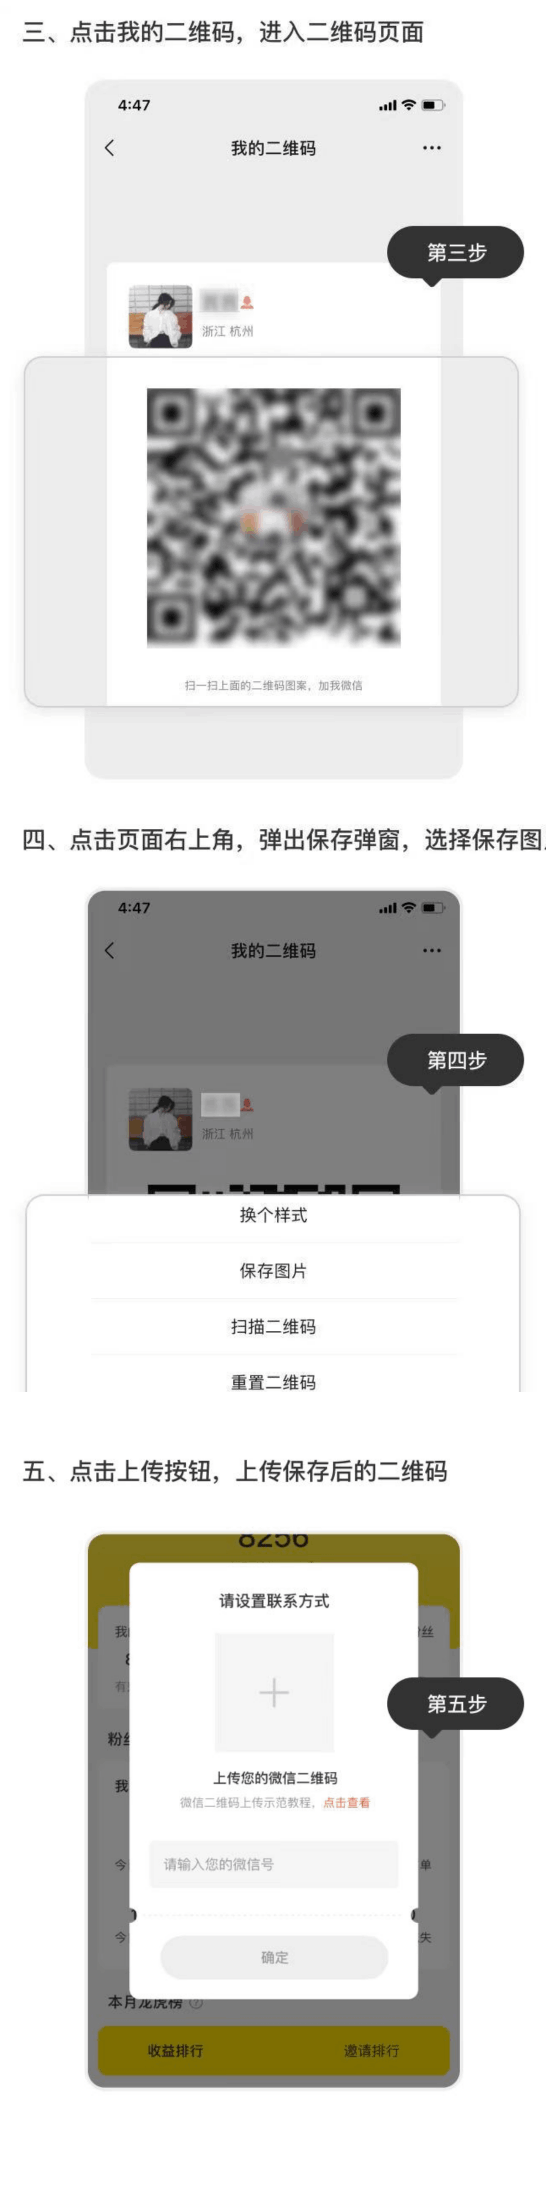 三、点击我的二维码，进入二维码页面
4:47
我的二维码
第三步
浙江 杭州
扫一扫上面的二维码图案，加我微信
四、点击页面右上角，弹出保存弹窗，选择保存图
4:47
我的二维码
第四步
浙江 杭州
换个样式
保存图片
扫描二维码
重置二维码
五、点击上传按钮，上传保存后的二维码
8256
请设置联系方式
我
丝
8
有
第五步
粉丝
上传您的微信二维码
我
微信二维码上传示范教程，点击查看
请输入您的微信号
今
单
今
失
确定
本月龙虎榜
收益排行
邀请排行